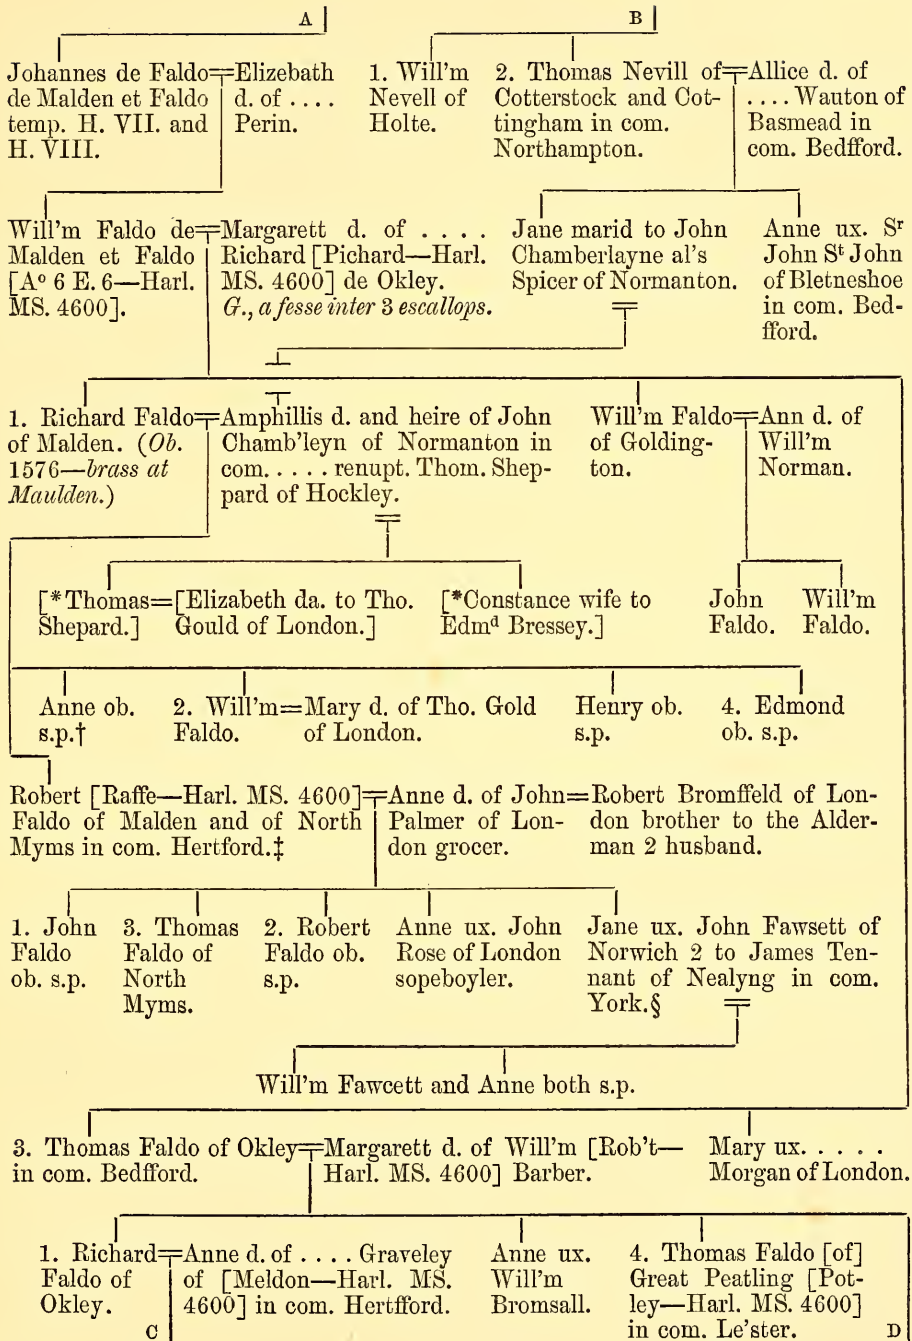 A
B
Johannes de Faldo=Elizebath
de Malden et Faldo d. of . . . .
temp. H. VII. and Perin.
H. VIII.
1. Will'm
Nevell of
Holte.
2. Thomas Nevill of=Allice d. of
Cotterstock and Cot- . . . . Wauton of
tingham in com. Basmead in
Northampton. com. Bedfford.
Will'm Faldo de=Margarett d. of . . . .
Malden et Faldo Richard [Pichard—Harl.
[Aº 6 E. 6—Harl. MS. 4600] de Okley.
MS. 4600]. G., a fesse inter 3 escallops.
Jane marid to John
Chamberlayne al's
Spicer of Normanton.
Anne ux. Sʳ
John Sᵗ John
of Bletneshoe
in com. Bed-
fford.
1. Richard Faldo=Amphillis d. and heire of John
of Malden. (Ob. Chamb'leyn of Normanton in
1576—brass at com. . . . . . renupt. Thom. Shep-
Maulden.) pard of Hockley.
Will'm Faldo=Ann d. of
of Golding- Will'm
ton. Norman.
[*Thomas=[Elizabeth da. to Tho.
Shepard.] Gould of London.]
[*Constance wife to
Edmᵈ Bressey.]
John
Faldo.
Will'm
Faldo.
Anne ob.
s.p.†
2. Will'm=Mary d. of Tho. Gold
Faldo. of London.
Henry ob.
s.p.
4. Edmond
ob. s.p.
Robert [Raffe—Harl. MS. 4600]=Anne d. of John=Robert Bromffeld of Lon-
Faldo of Malden and of North Palmer of Lon- don brother to the Alder-
Myms in com. Hertford.‡ don grocer. man 2 husband.
1. John
Faldo
ob. s.p.
3. Thomas
Faldo of
North
Myms.
2. Robert
Faldo ob.
s.p.
Anne ux. John
Rose of London
sopeboyler.
Jane ux. John Fawsett of
Norwich 2 to James Ten-
nant of Nealyng in com.
York.§
Will'm Fawcett and Anne both s.p.
3. Thomas Faldo of Okley=Margarett d. of Will'm [Rob't—
in com. Bedfford. Harl. MS. 4600] Barber.
Mary ux. . . . . .
Morgan of London.
1. Richard=Anne d. of . . . . Graveley
Faldo of of [Meldon—Harl. MS.
Okley. 4600] in com. Hertfford.
C
Anne ux.
Will'm
Bromsall.
4. Thomas Faldo [of]
Great Peatling [Pot-
ley—Harl. MS. 4600]
in com. Le'ster.
D